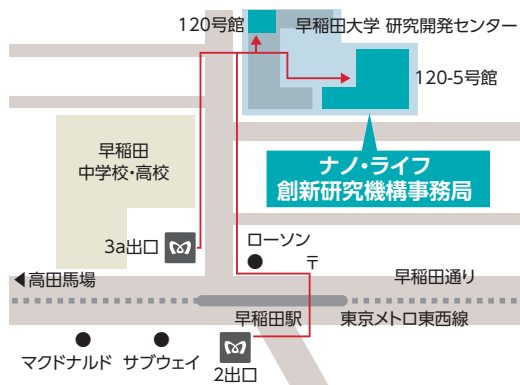 120号館
早稲田大学 研究開発センター
120-5号館
早稲田
中学校・高校
ナノ・ライフ
創新研究機構事務局
3a出口
ローソン
〒
◀高田馬場
早稲田通り
早稲田駅
東京メトロ東西線
マクドナルド
サブウェイ
2出口